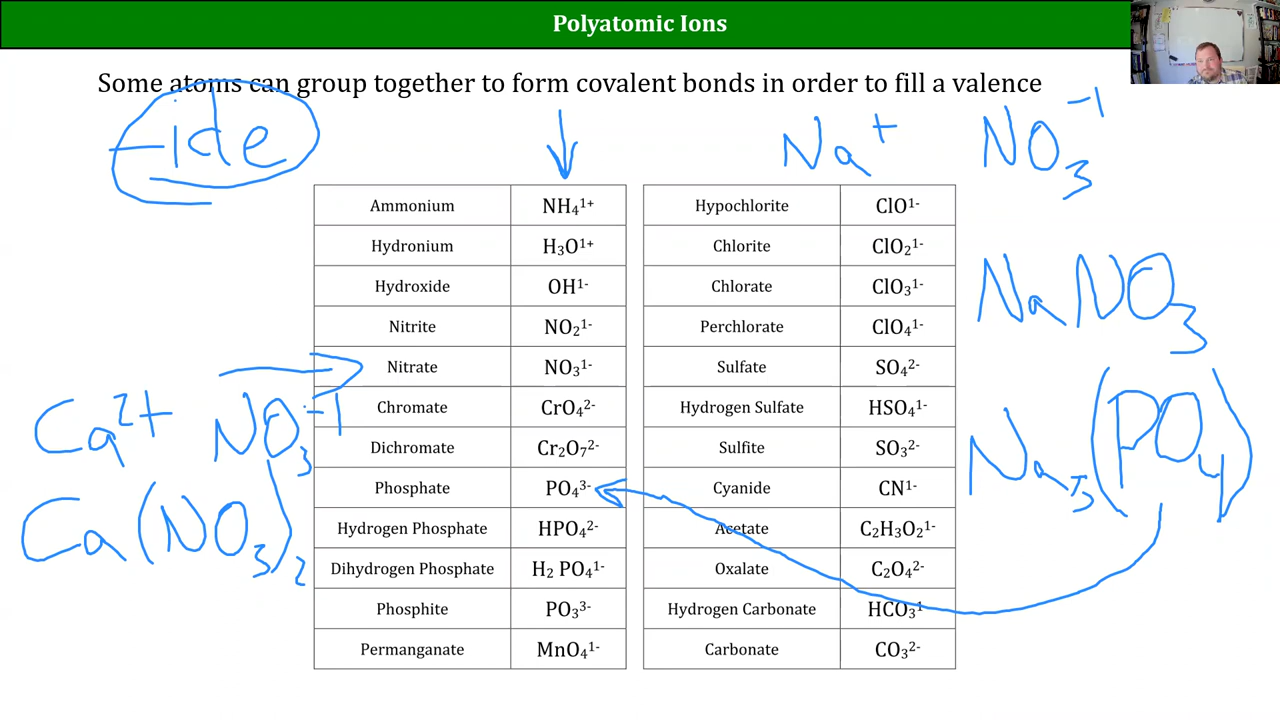 Polyatomic Ions
Some atoms can group together to form covalent bonds in order to fill a valence
-ide
Na⁺ NO₃⁻¹
Ammonium NH₄¹⁺
Hydronium H₃O¹⁺
Hydroxide OH¹⁻
Nitrite NO₂¹⁻
Nitrate NO₃¹⁻
Chromate CrO₄²⁻
Dichromate Cr₂O₇²⁻
Phosphate PO₄³⁻
Hydrogen Phosphate HPO₄²⁻
Dihydrogen Phosphate H₂ PO₄¹⁻
Phosphite PO₃³⁻
Permanganate MnO₄¹⁻
Hypochlorite ClO¹⁻
Chlorite ClO₂¹⁻
Chlorate ClO₃¹⁻
Perchlorate ClO₄¹⁻
Sulfate SO₄²⁻
Hydrogen Sulfate HSO₄¹⁻
Sulfite SO₃²⁻
Cyanide CN¹⁻
Acetate C₂H₃O₂¹⁻
Oxalate C₂O₄²⁻
Hydrogen Carbonate HCO₃¹⁻
Carbonate CO₃²⁻
NaNO₃
Na₃(PO₄)
Ca²⁺ NO₃⁻¹
Ca(NO₃)₂